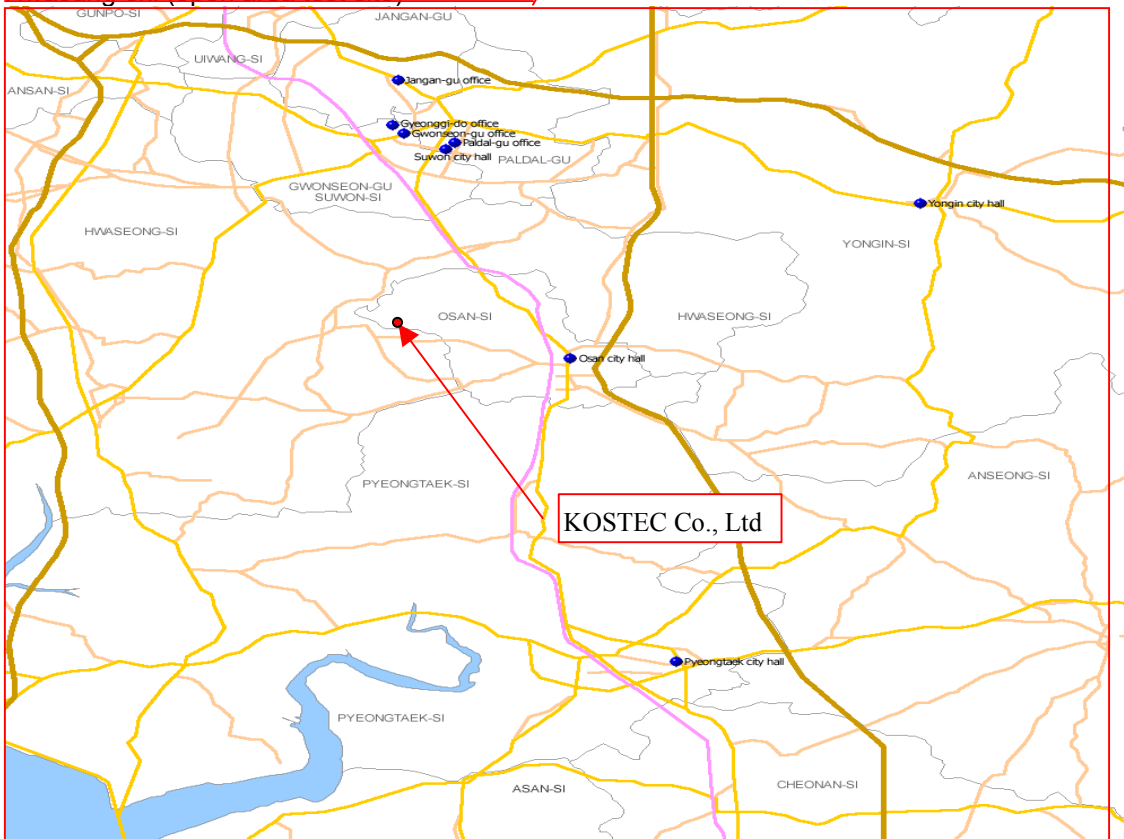 GUNPO-SI
JANGAN-GU
UIWANG-SI
Jangan-gu office
ANSAN-SI
Gyeonggi-do office
Gwonseon-gu office
Paldal-gu office
Suwon city hall
PALDAL-GU
GWONSEON-GU
SUWON-SI
Yongin city hall
HWASEONG-SI
YONGIN-SI
OSAN-SI
HWASEONG-SI
Osan city hall
ANSEONG-SI
PYEONGTAEK-SI
KOSTEC Co., Ltd
Pyeongtaek city hall
PYEONGTAEK-SI
CHEONAN-SI
ASAN-SI